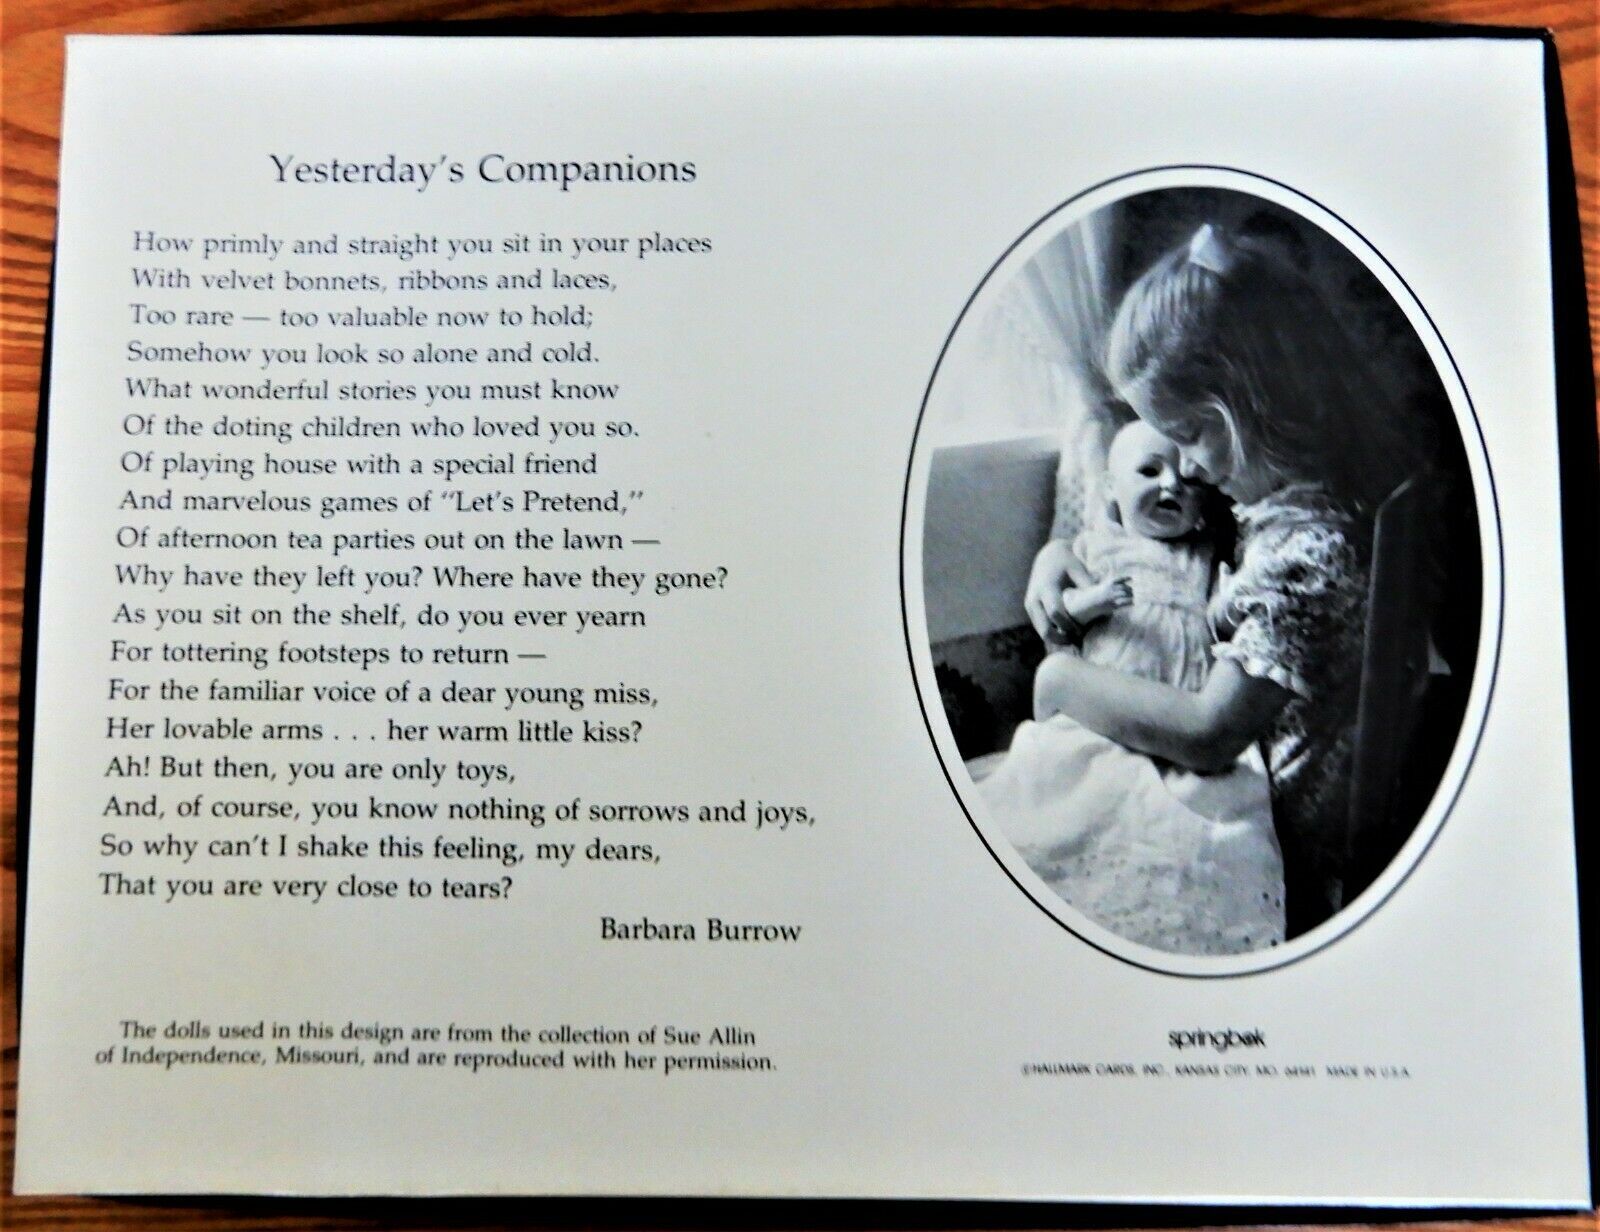 Yesterday's Companions
How primly and straight you sit in your places
With velvet bonnets, ribbons and laces,
Too rare — too valuable now to hold;
Somehow you look so alone and cold.
What wonderful stories you must know
Of the doting children who loved you so.
Of playing house with a special friend
And marvelous games of "Let's Pretend,"
Of afternoon tea parties out on the lawn —
Why have they left you? Where have they gone?
As you sit on the shelf, do you ever yearn
For tottering footsteps to return —
For the familiar voice of a dear young miss,
Her lovable arms . . . her warm little kiss?
Ah! But then, you are only toys,
And, of course, you know nothing of sorrows and joys,
So why can't I shake this feeling, my dears,
That you are very close to tears?
Barbara Burrow
The dolls used in this design are from the collection of Sue Allin
of Independence, Missouri, and are reproduced with her permission.
springbok
© HALLMARK CARDS, INC., KANSAS CITY, MO. 64141 MADE IN U.S.A.